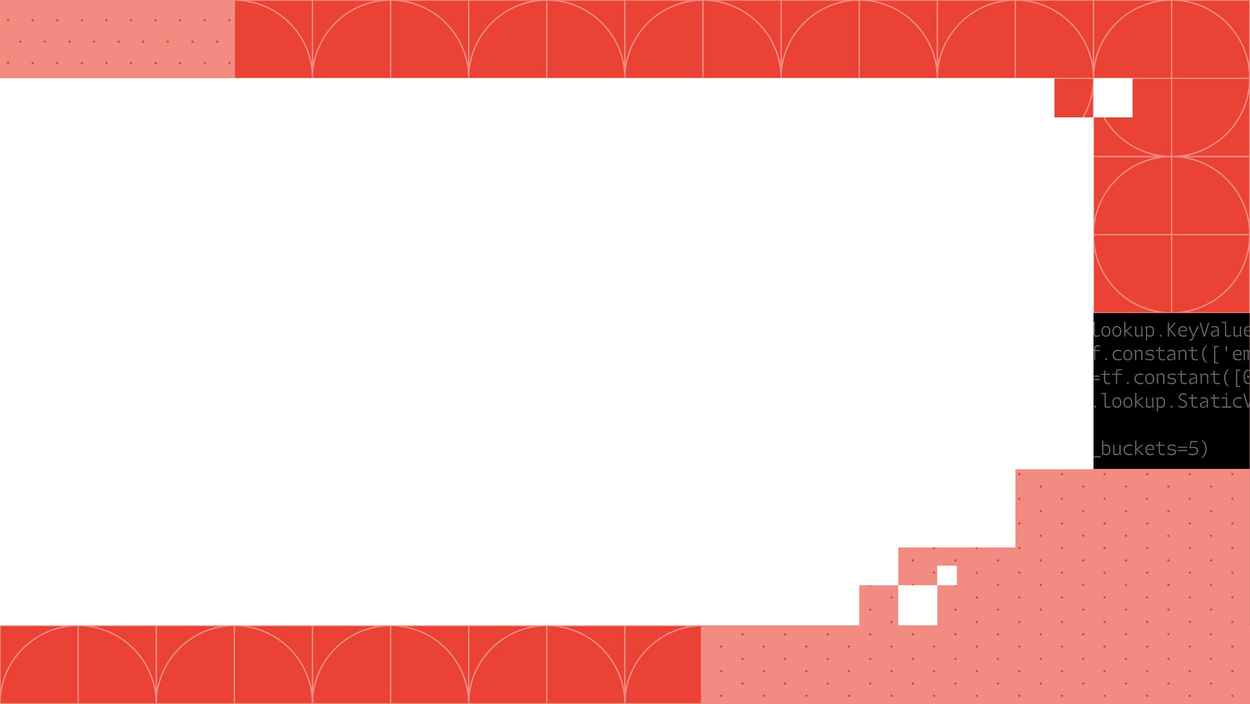 lookup.KeyValue
f.constant(['em
=tf.constant([0
.lookup.StaticV
_buckets=5)